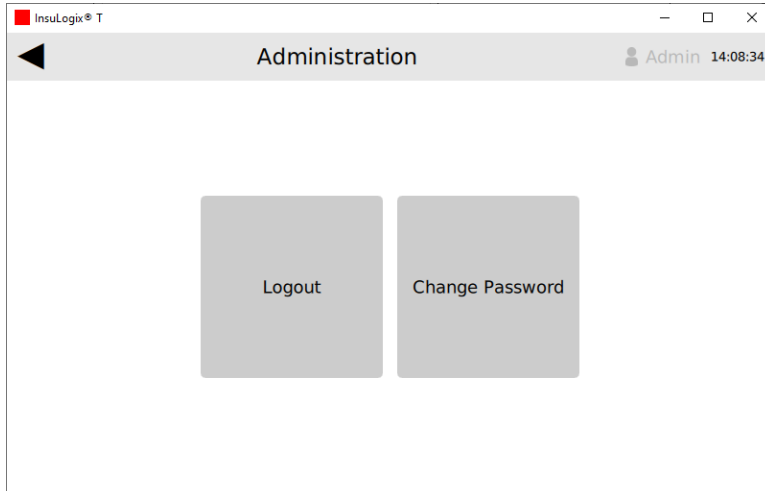 InsuLogix® T
Administration
Admin 14:08:34
Logout
Change Password